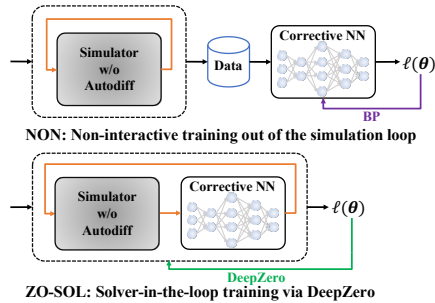 Simulator
w/o
Autodiff
Data
Corrective NN
ℓ(θ)
BP
NON: Non-interactive training out of the simulation loop
Simulator
w/o
Autodiff
Corrective NN
ℓ(θ)
DeepZero
ZO-SOL: Solver-in-the-loop training via DeepZero